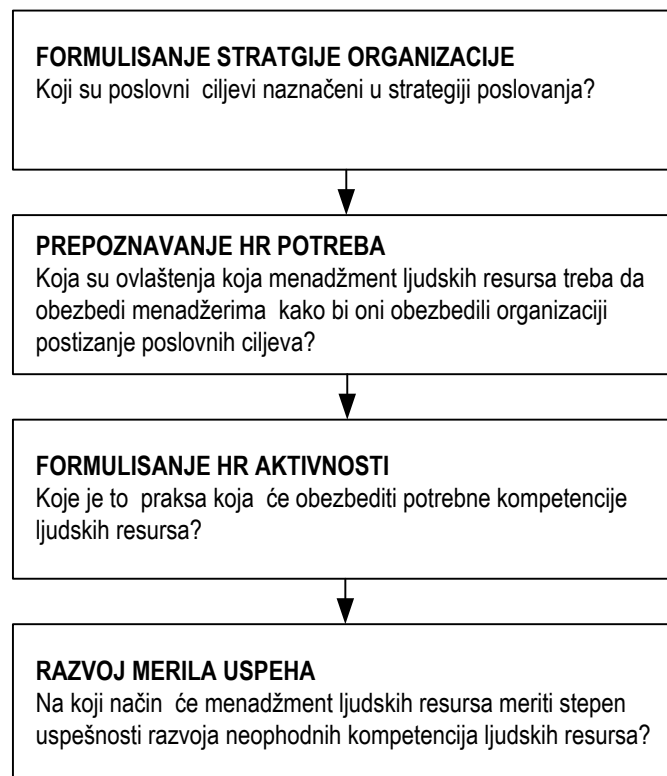 FORMULISANJE STRATGIJE ORGANIZACIJE
Koji su poslovni ciljevi naznačeni u strategiji poslovanja?
PREPOZNAVANJE HR POTREBA
Koja su ovlaštenja koja menadžment ljudskih resursa treba da
obezbedi menadžerima kako bi oni obezbedili organizaciji
postizanje poslovnih ciljeva?
FORMULISANJE HR AKTIVNOSTI
Koje je to praksa koja će obezbediti potrebne kompetencije
ljudskih resursa?
RAZVOJ MERILA USPEHA
Na koji način će menadžment ljudskih resursa meriti stepen
uspešnosti razvoja neophodnih kompetencija ljudskih resursa?